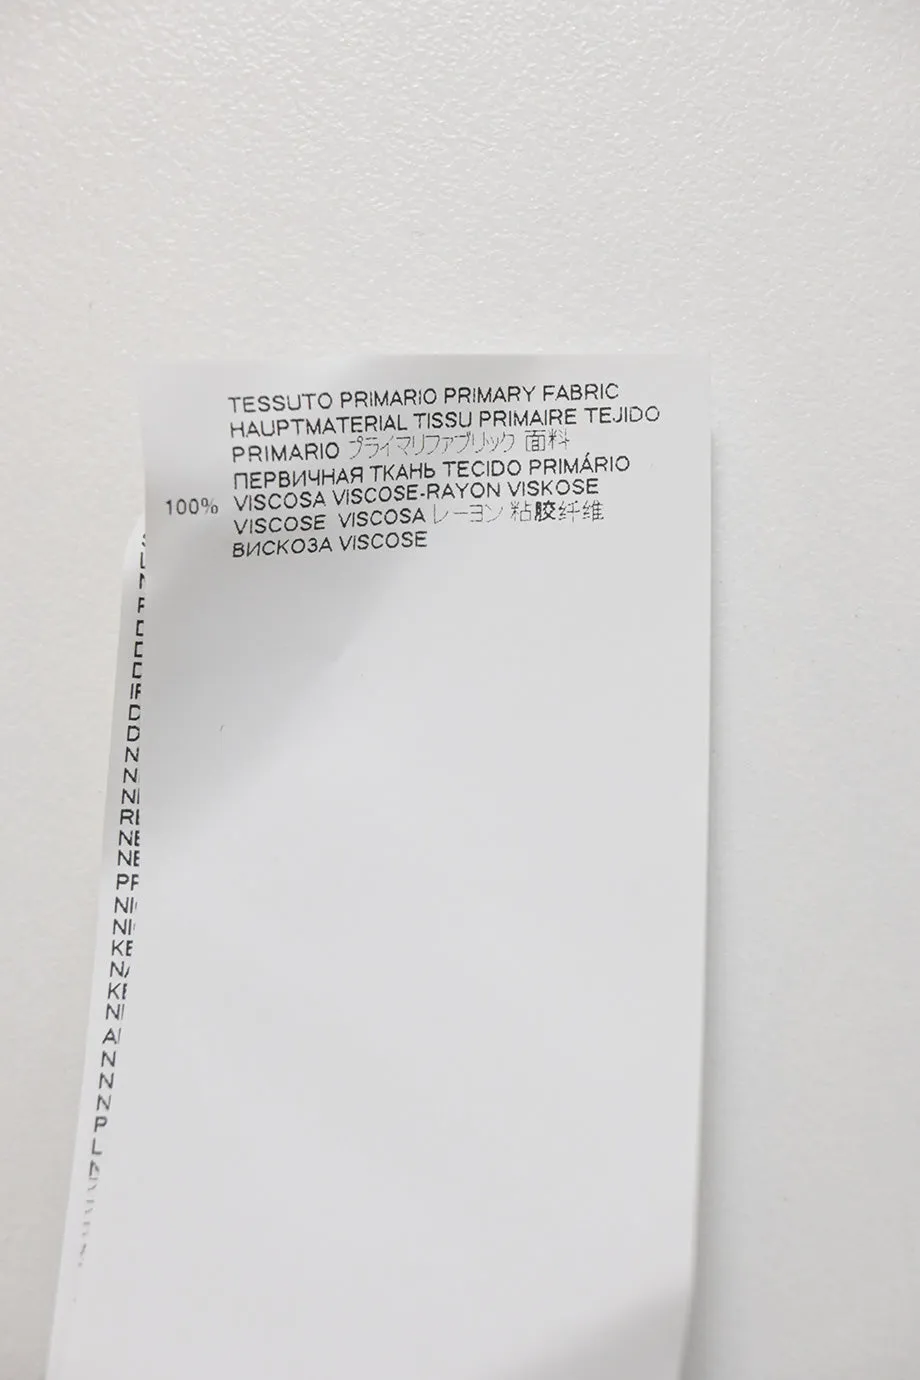 TESSUTO PRIMARIO PRIMARY FABRIC
HAUPTMATERIAL TISSU PRIMAIRE TEJIDO
PRIMARIO プライマリファブリック 面料
ПЕРВИЧНАЯ ТКАНЬ TECIDO PRIMÁRIO
100% VISCOSA VISCOSE-RAYON VISKOSE
VISCOSE VISCOSA レーヨン 粘胶纤维
ВИСКОЗА VISCOSE